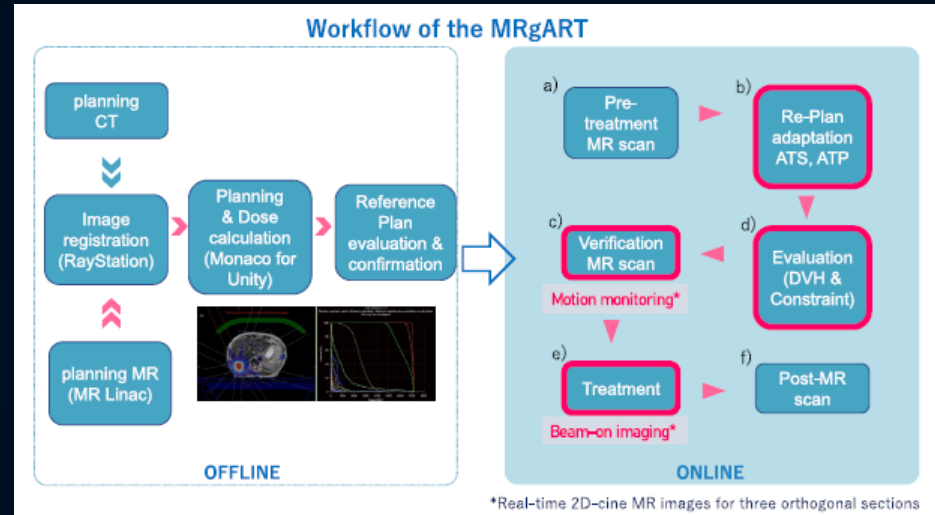 Workflow of the MRgART
planning
CT
Image
registration
(RayStation)
planning MR
(MR Linac)
Planning
& Dose
calculation
(Monaco for
Unity)
Reference
Plan
evaluation &
confirmation
OFFLINE
a)
Pre-
treatment
MR scan
b)
Re-Plan
adaptation
ATS, ATP
c)
Verification
MR scan
Motion monitoring*
d)
Evaluation
(DVH &
Constraint)
e)
Treatment
Beam-on imaging*
f)
Post-MR
scan
ONLINE
*Real-time 2D-cine MR images for three orthogonal sections